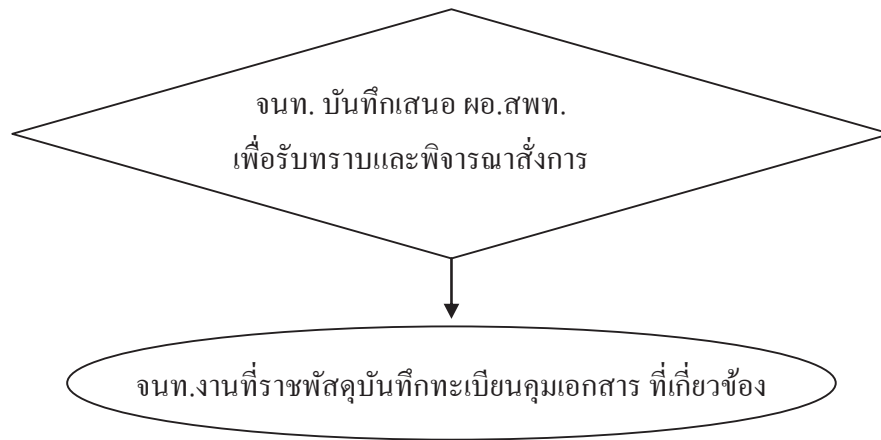 จนท. บันทึกเสนอ ผอ.สพท.
เพื่อรับทราบและพิจารณาสั่งการ
จนท.งานที่ราชพัสดุบันทึกทะเบียนคุมเอกสาร ที่เกี่ยวข้อง